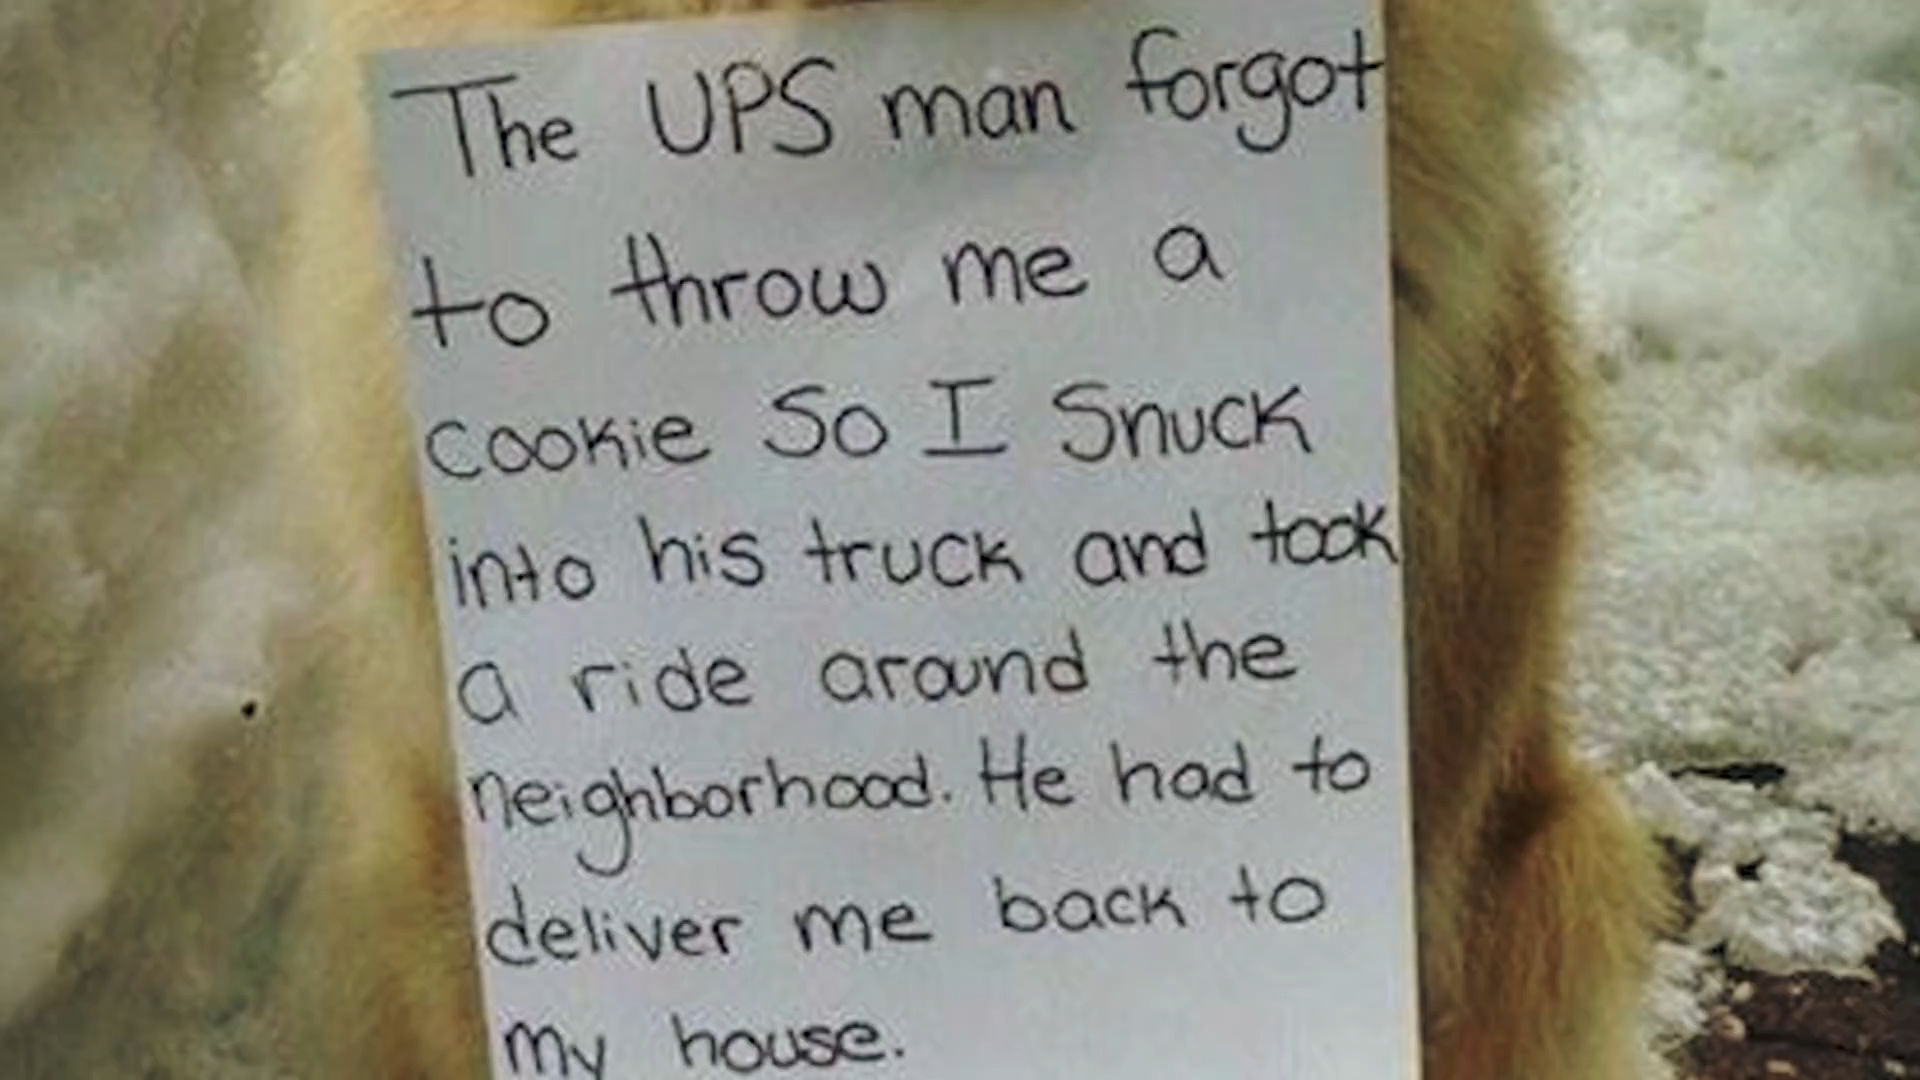 The UPS man forgot
to throw me a
cookie so I snuck
into his truck and took
a ride around the
neighborhood. He had to
deliver me back to
my house.